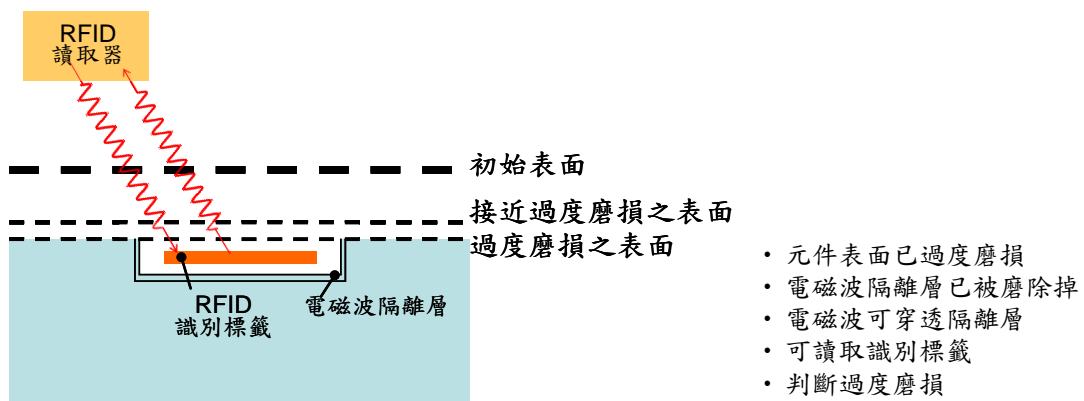 RFID
讀取器
初始表面
接近過度磨損之表面
過度磨損之表面
RFID
識別標籤
電磁波隔離層
・元件表面已過度磨損
・電磁波隔離層已被磨除掉
・電磁波可穿透隔離層
・可讀取識別標籤
・判斷過度磨損